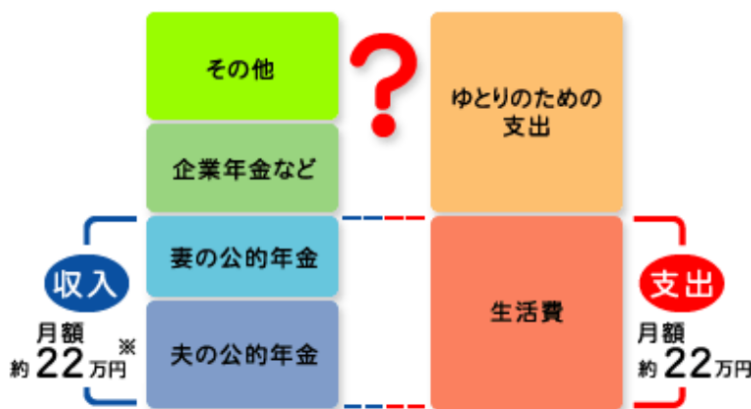 その他
?
ゆとりのための
支出
企業年金など
妻の公的年金
収入
支出
生活費
月額
約22万円※
夫の公的年金
月額
約22万円